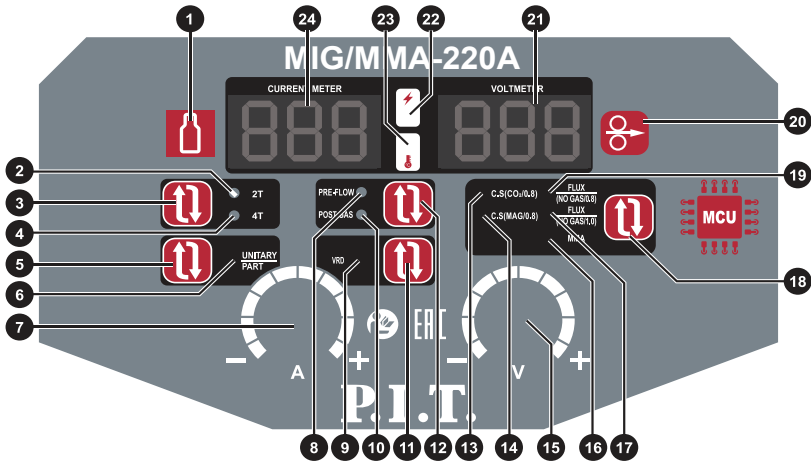 1
24
23
22
21
MIG/MMA-220A
CURRENT METER
VOLTMETER
888
888
20
2
2T
3
4
4T
PRE-FLOW
POST GAS
C.S(CO₂/0.8)
FLUX
(NO GAS/0.8)
19
C.S(MAG/0.8)
FLUX
(NO GAS/1,0)
MMA
MCU
5
UNITARY
PART
6
VRD
18
7
EAC
A
V
P.I.T.
8
9
10
11
12
13
14
15
16
17